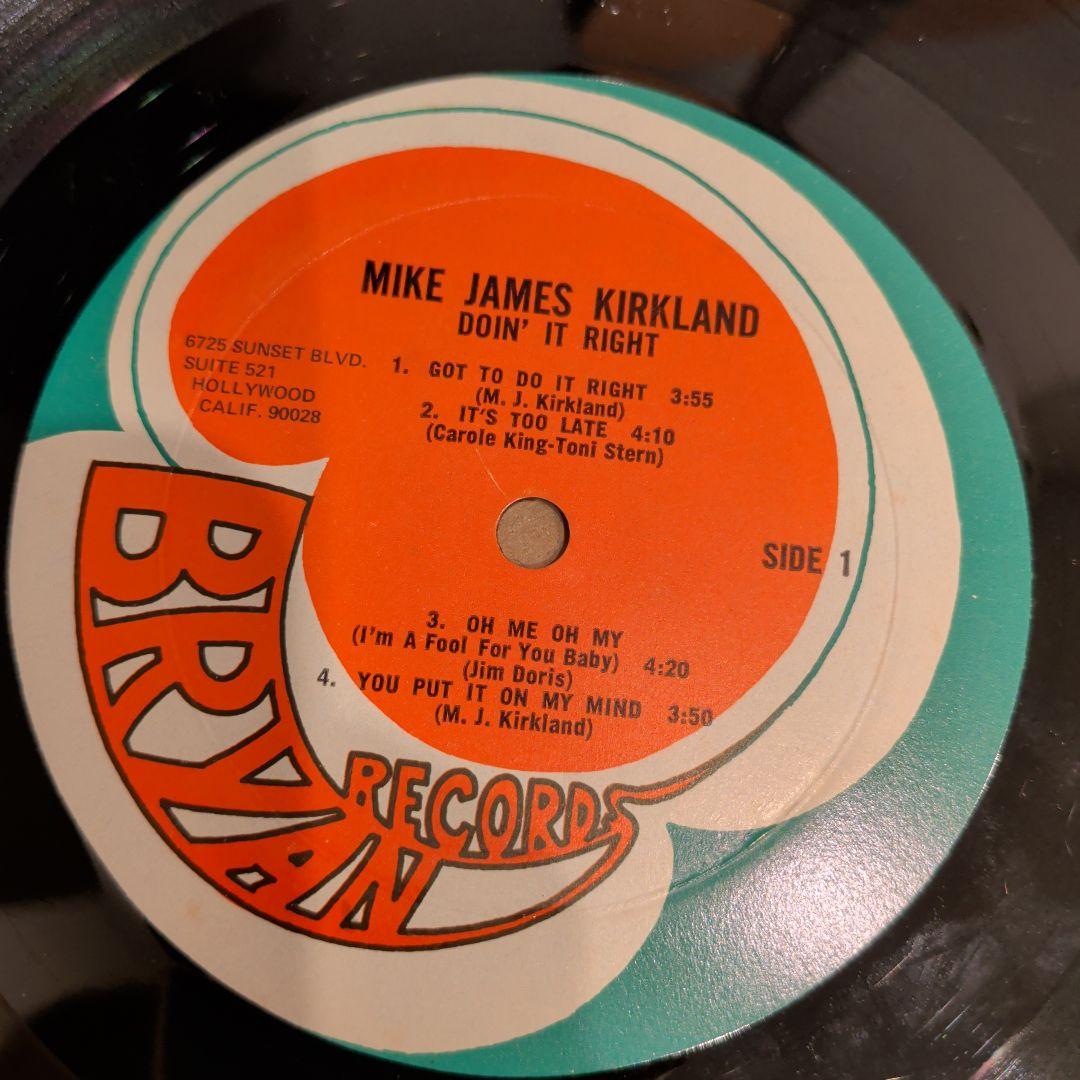 MIKE JAMES KIRKLAND
DOIN' IT RIGHT
6725 SUNSET BLVD.
SUITE 521
HOLLYWOOD
CALIF. 90028
1. GOT TO DO IT RIGHT 3:55
(M. J. Kirkland)
2. IT'S TOO LATE 4:10
(Carole King-Toni Stern)
SIDE 1
3. OH ME OH MY
(I'm A Fool For You Baby) 4:20
(Jim Doris)
4. YOU PUT IT ON MY MIND 3:50
(M. J. Kirkland)
BRYAN
RECORDS